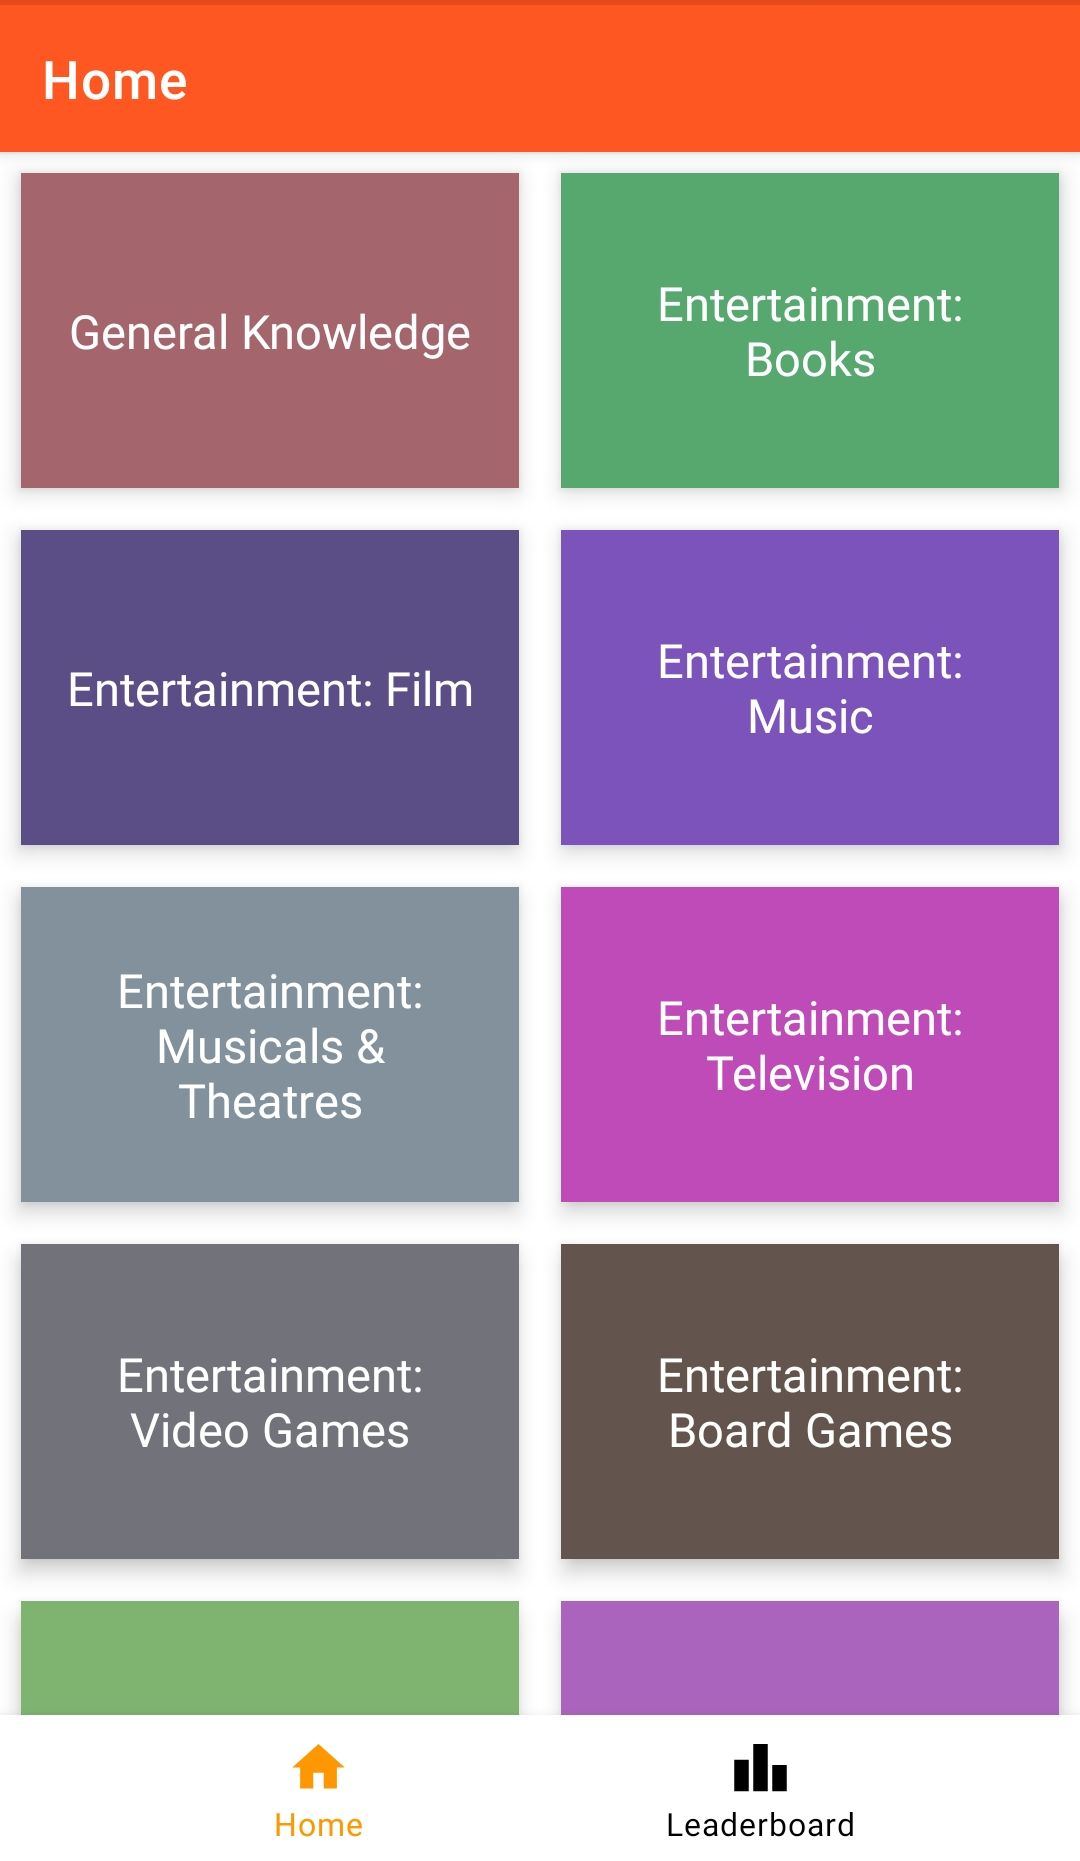 Home
General Knowledge
Entertainment:
Books
Entertainment: Film
Entertainment:
Music
Entertainment:
Musicals &
Theatres
Entertainment:
Television
Entertainment:
Video Games
Entertainment:
Board Games
Home
Leaderboard